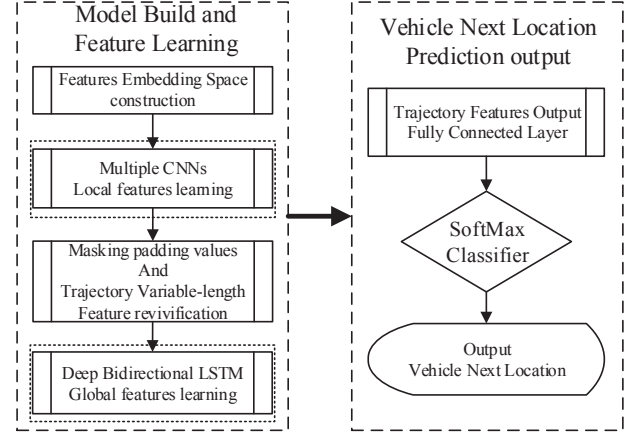 Model Build and
Feature Learning
Features Embedding Space
construction
Multiple CNNs
Local features learning
Masking padding values
And
Trajectory Variable-length
Feature revivification
Deep Bidirectional LSTM
Global features learning
Vehicle Next Location
Prediction output
Trajectory Features Output
Fully Connected Layer
SoftMax
Classifier
Output
Vehicle Next Location